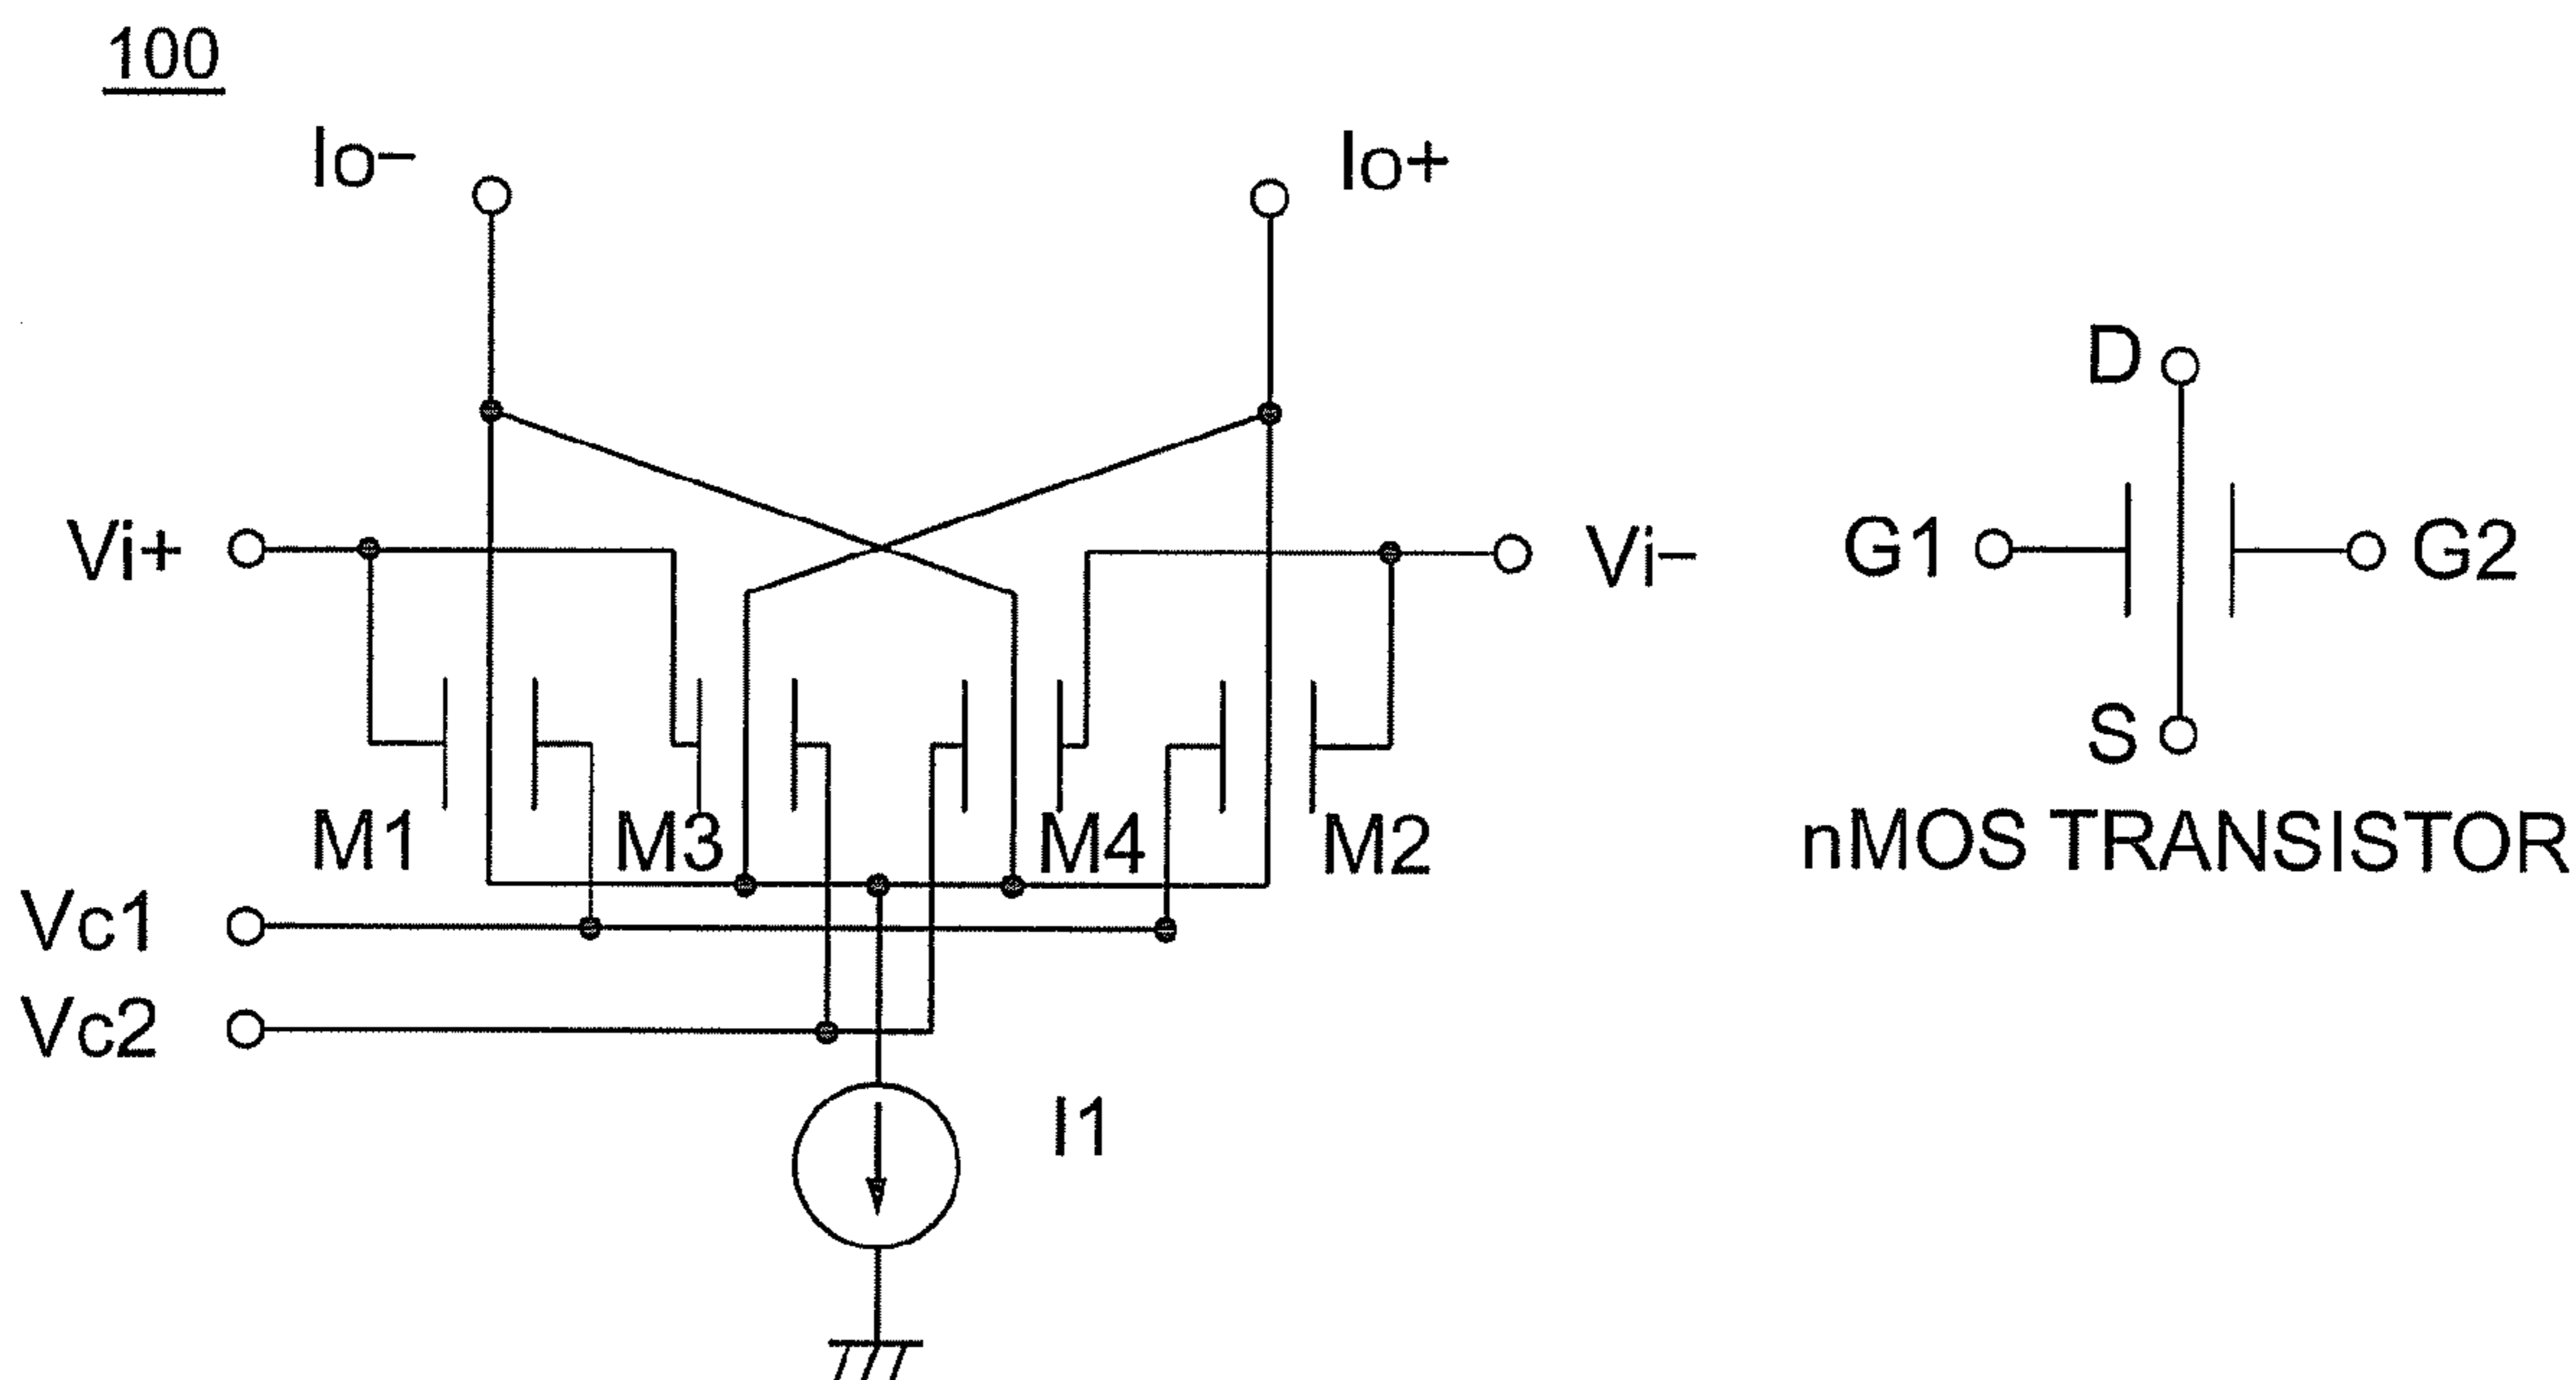 100
Io−
Io+
D
Vi+
Vi−
G1
G2
S
M1
M3
M4
M2
nMOS TRANSISTOR
Vc1
Vc2
I1